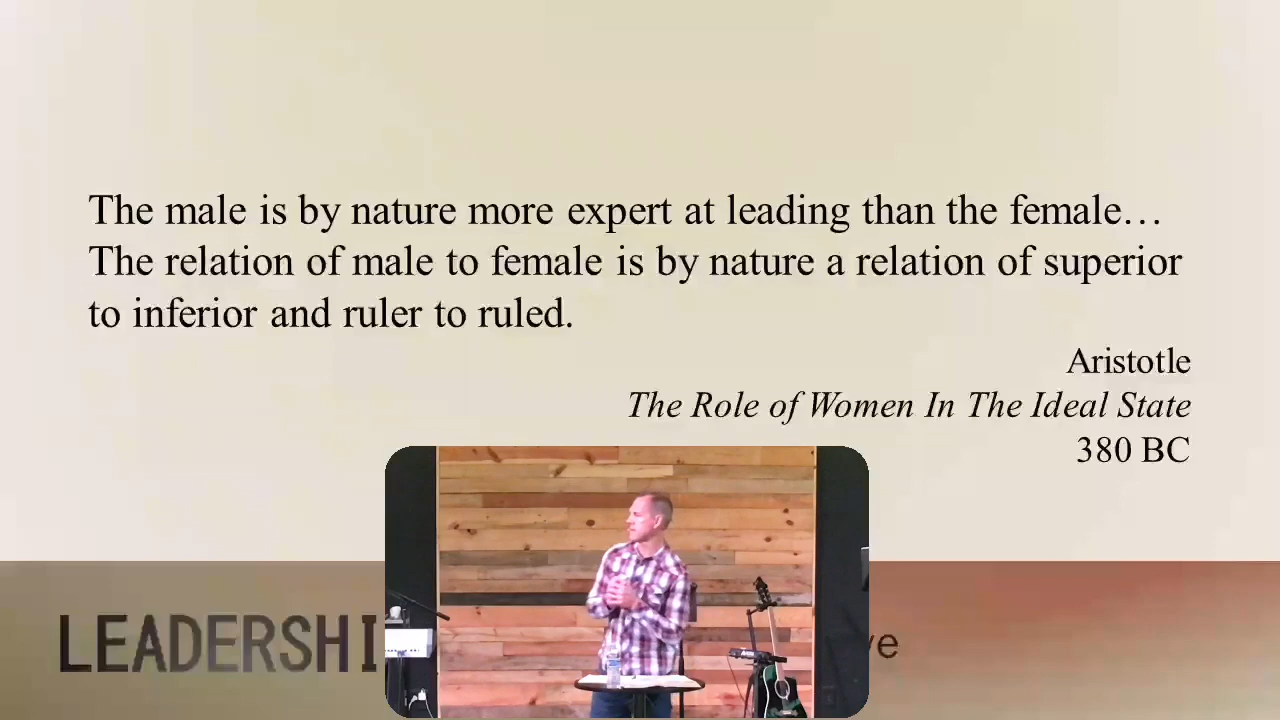 The male is by nature more expert at leading than the female…
The relation of male to female is by nature a relation of superior
to inferior and ruler to ruled.
Aristotle
The Role of Women In The Ideal State
380 BC
LEADERSHI